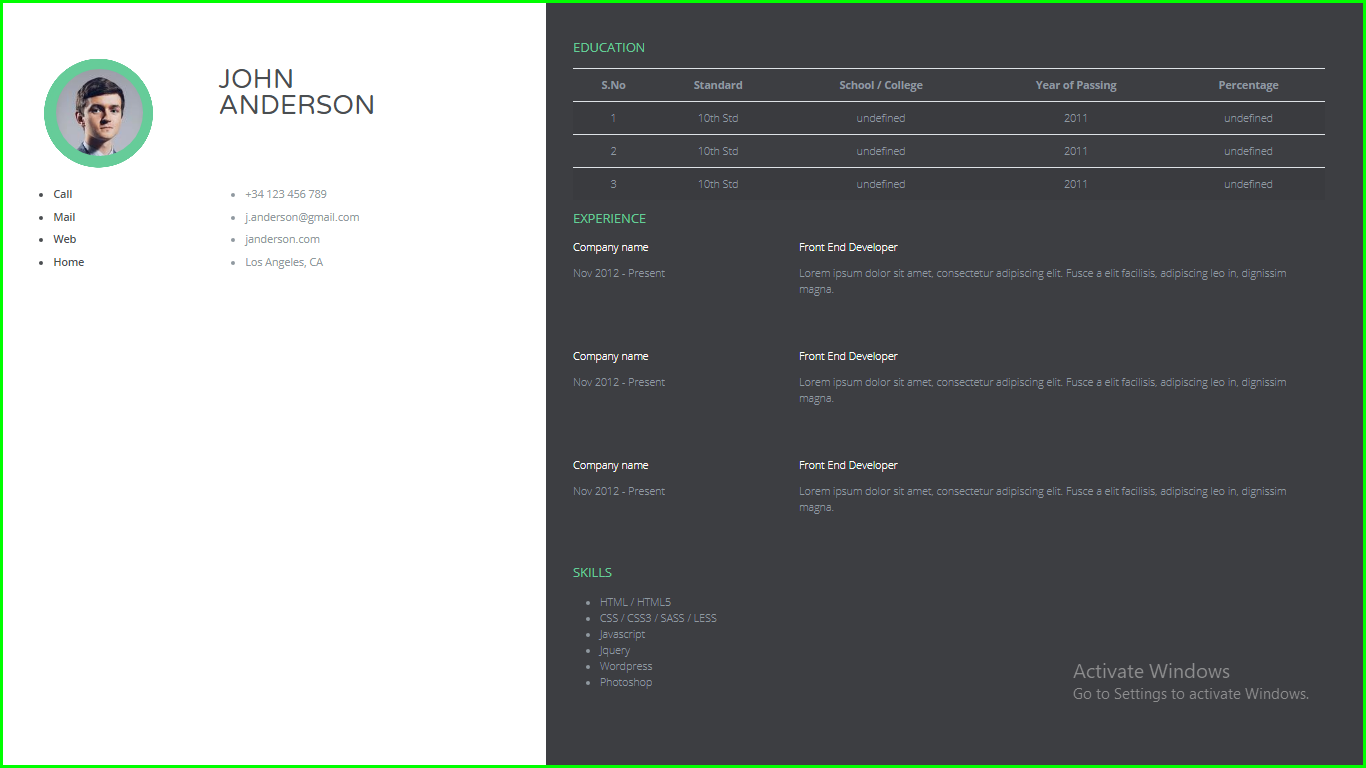 JOHN
ANDERSON
Call
+34 123 456 789
Mail
j.anderson@gmail.com
Web
janderson.com
Home
Los Angeles, CA
EDUCATION
S.No Standard School / College Year of Passing Percentage
1 10th Std undefined 2011 undefined
2 10th Std undefined 2011 undefined
3 10th Std undefined 2011 undefined
EXPERIENCE
Company name Front End Developer
Nov 2012 - Present Lorem ipsum dolor sit amet, consectetur adipiscing elit. Fusce a elit facilisis, adipiscing leo in, dignissim
magna.
Company name Front End Developer
Nov 2012 - Present Lorem ipsum dolor sit amet, consectetur adipiscing elit. Fusce a elit facilisis, adipiscing leo in, dignissim
magna.
Company name Front End Developer
Nov 2012 - Present Lorem ipsum dolor sit amet, consectetur adipiscing elit. Fusce a elit facilisis, adipiscing leo in, dignissim
magna.
SKILLS
HTML / HTML5
CSS / CSS3 / SASS / LESS
Javascript
Jquery
Wordpress
Photoshop
Activate Windows
Go to Settings to activate Windows.